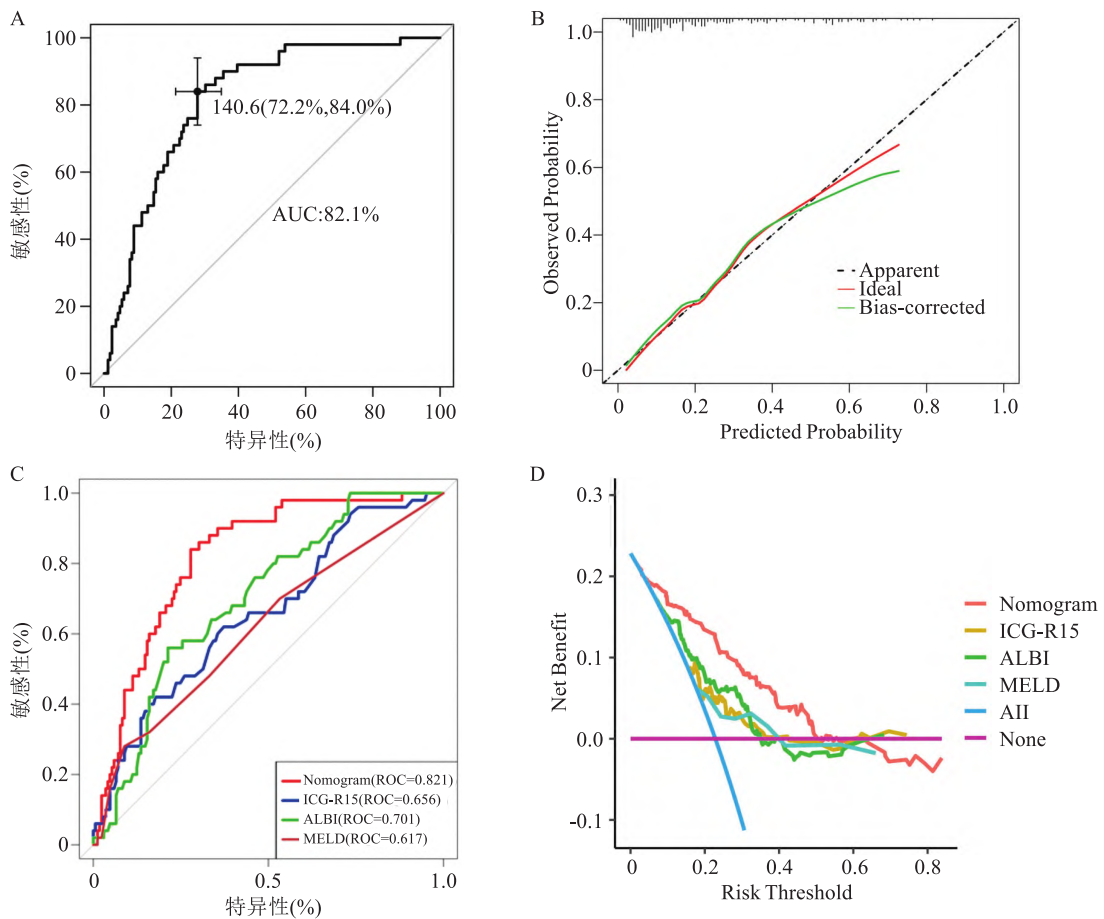 A
100
80
60
40
20
0
敏感性(%)
140.6(72.2%,84.0%)
AUC:82.1%
0 20 40 60 80 100
特异性(%)
B
1.0
0.8
0.6
0.4
0.2
0
Observed Probability
Apparent
Ideal
Bias-corrected
0 0.2 0.4 0.6 0.8 1.0
Predicted Probability
C
1.0
0.8
0.6
0.4
0.2
0
敏感性(%)
Nomogram(ROC=0.821)
ICG-R15(ROC=0.656)
ALBI(ROC=0.701)
MELD(ROC=0.617)
0 0.5 1.0
特异性(%)
D
0.3
0.2
0.1
0.0
-0.1
Net Benefit
0 0.2 0.4 0.6 0.8
Risk Threshold
Nomogram
ICG-R15
ALBI
MELD
AII
None